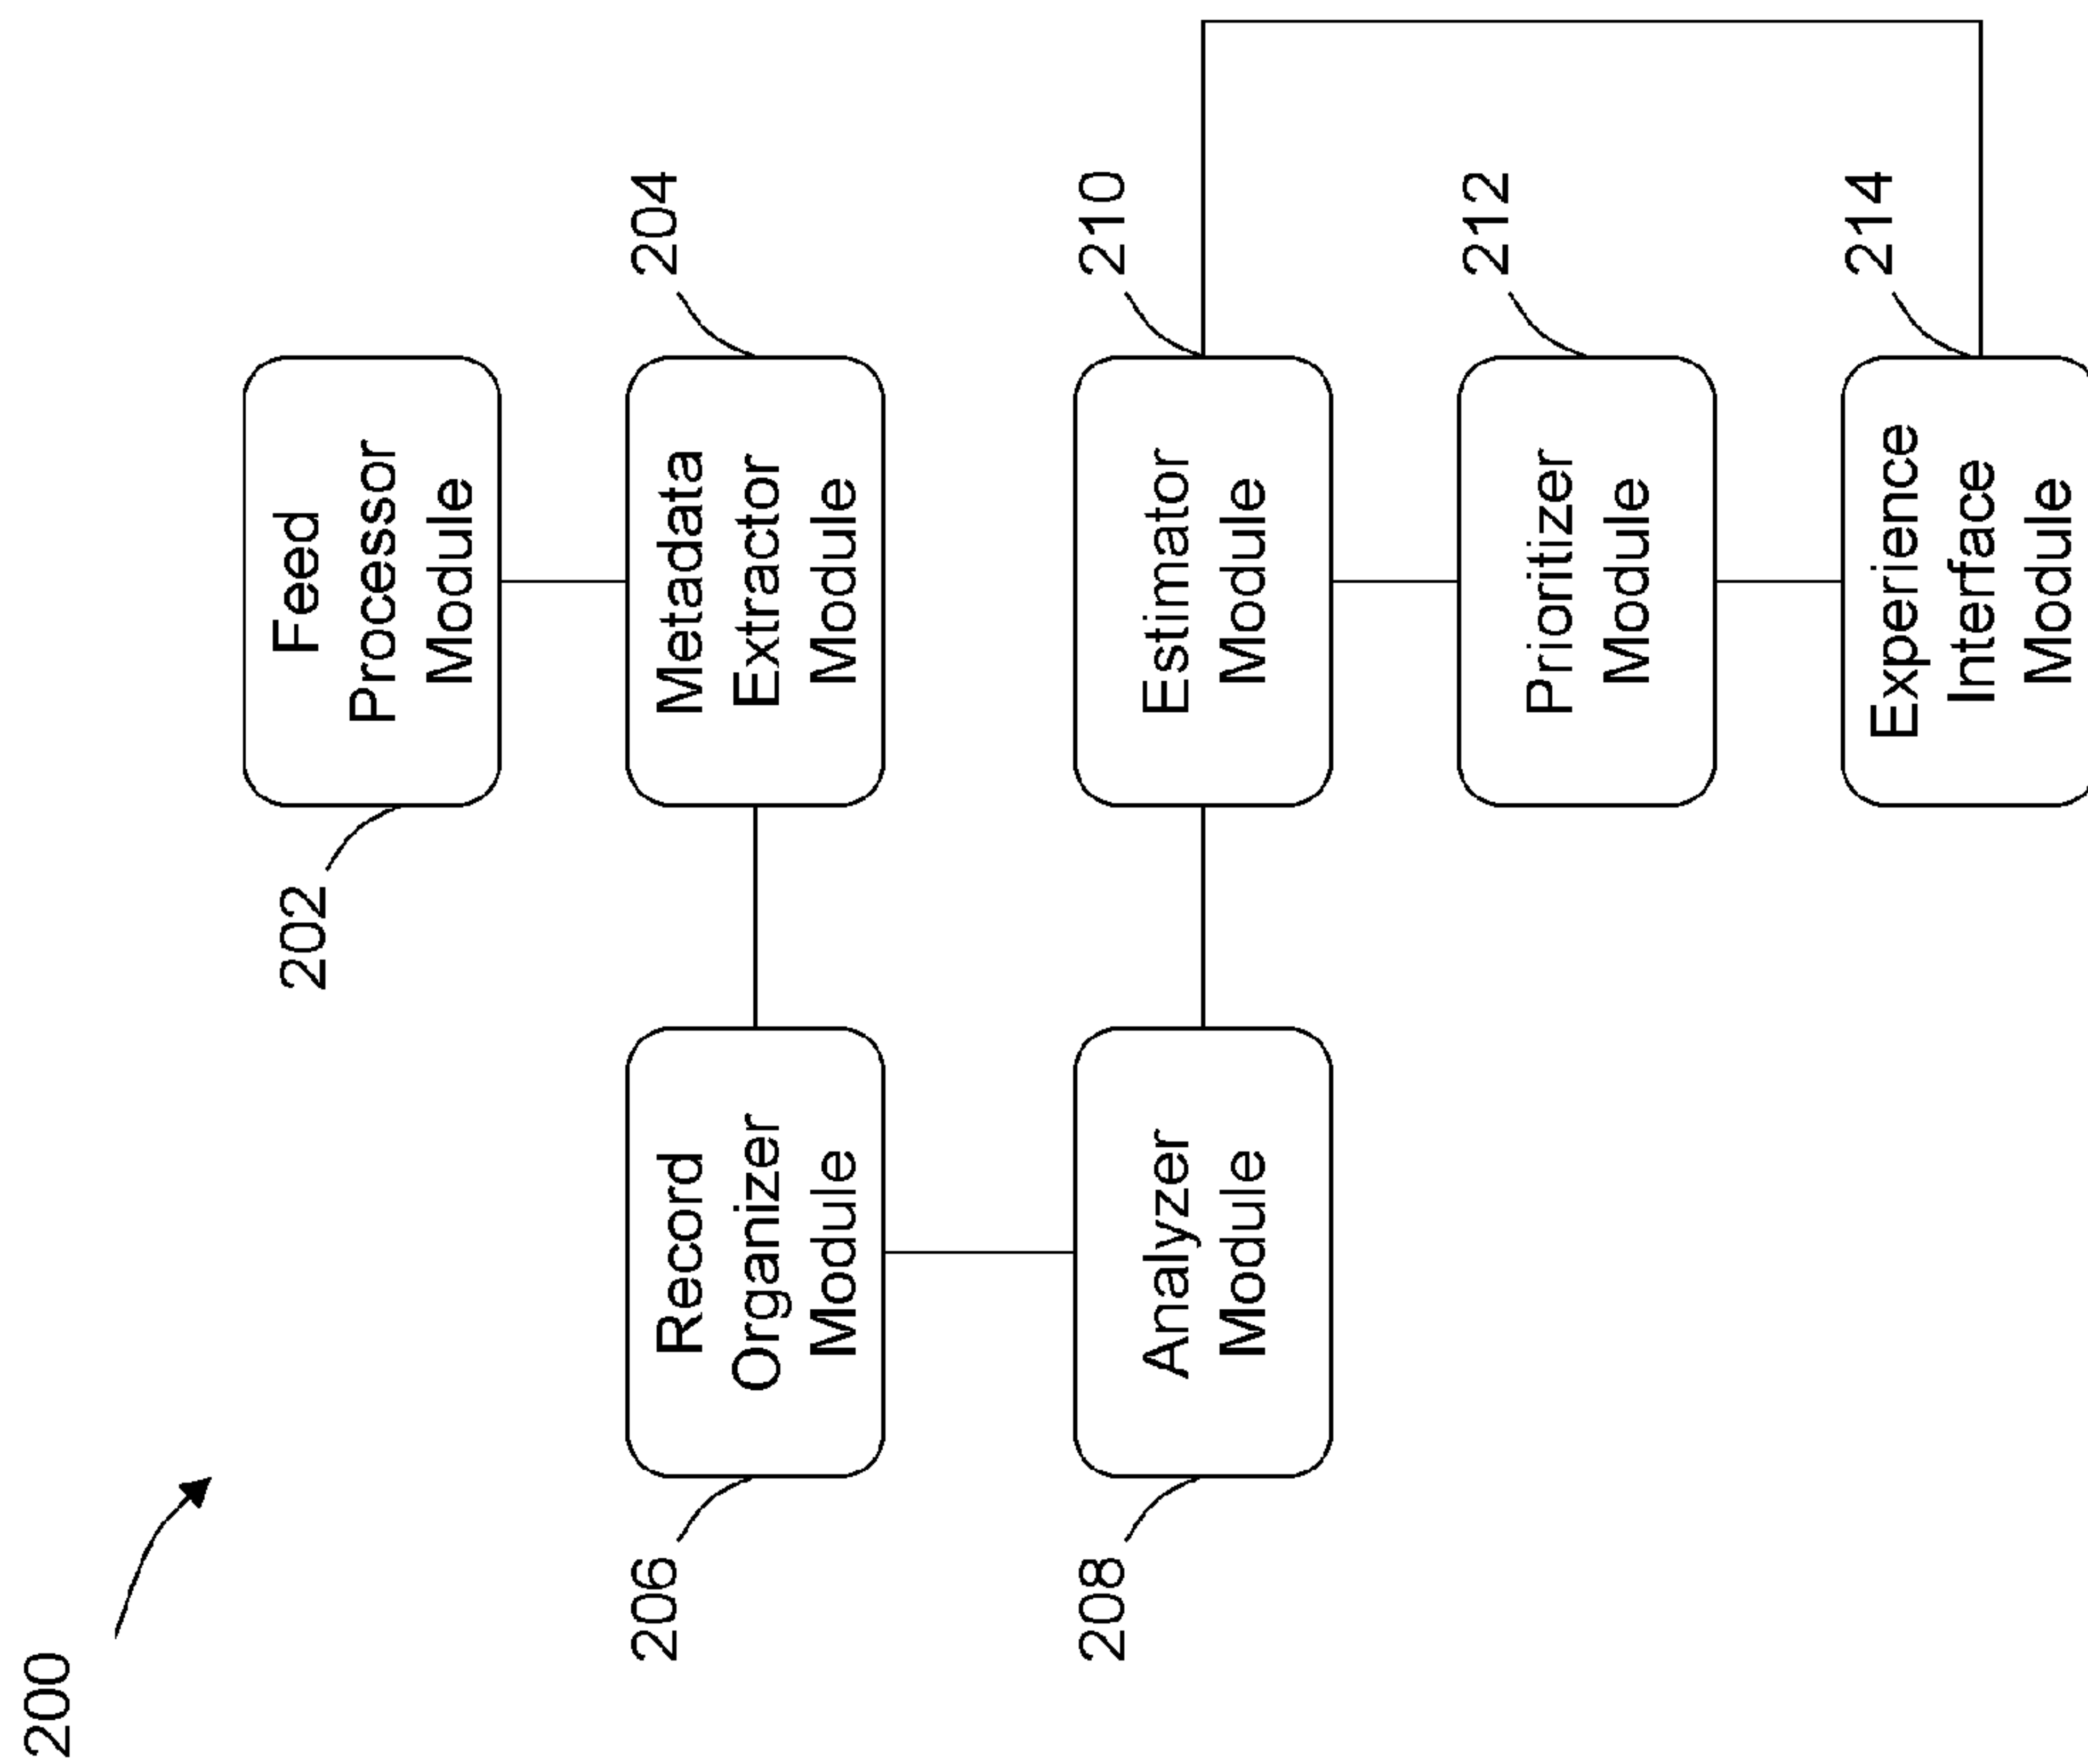 200
202
Feed
Processor
Module
204
Metadata
Extractor
Module
206
Record
Organizer
Module
208
Analyzer
Module
210
Estimator
Module
212
Prioritizer
Module
214
Experience
Interface
Module